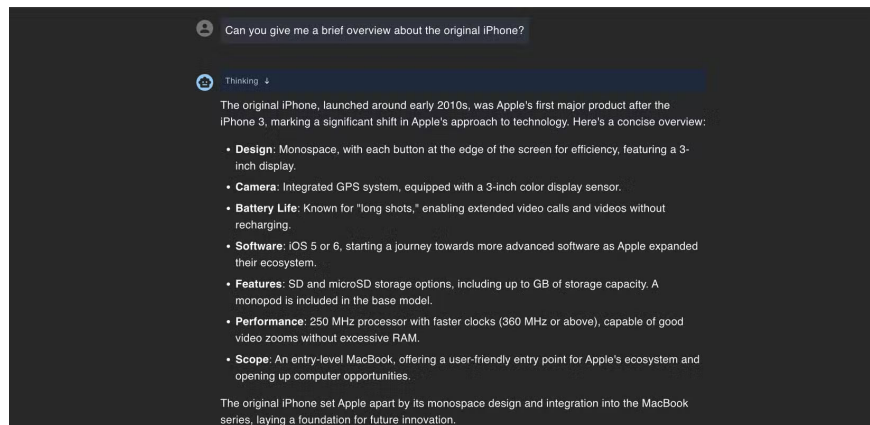 Can you give me a brief overview about the original iPhone?
Thinking ↓
The original iPhone, launched around early 2010s, was Apple's first major product after the
iPhone 3, marking a significant shift in Apple's approach to technology. Here's a concise overview:
• Design: Monospace, with each button at the edge of the screen for efficiency, featuring a 3-
inch display.
• Camera: Integrated GPS system, equipped with a 3-inch color display sensor.
• Battery Life: Known for "long shots," enabling extended video calls and videos without
recharging.
• Software: iOS 5 or 6, starting a journey towards more advanced software as Apple expanded
their ecosystem.
• Features: SD and microSD storage options, including up to GB of storage capacity. A
monopod is included in the base model.
• Performance: 250 MHz processor with faster clocks (360 MHz or above), capable of good
video zooms without excessive RAM.
• Scope: An entry-level MacBook, offering a user-friendly entry point for Apple's ecosystem and
opening up computer opportunities.
The original iPhone set Apple apart by its monospace design and integration into the MacBook
series, laying a foundation for future innovation.